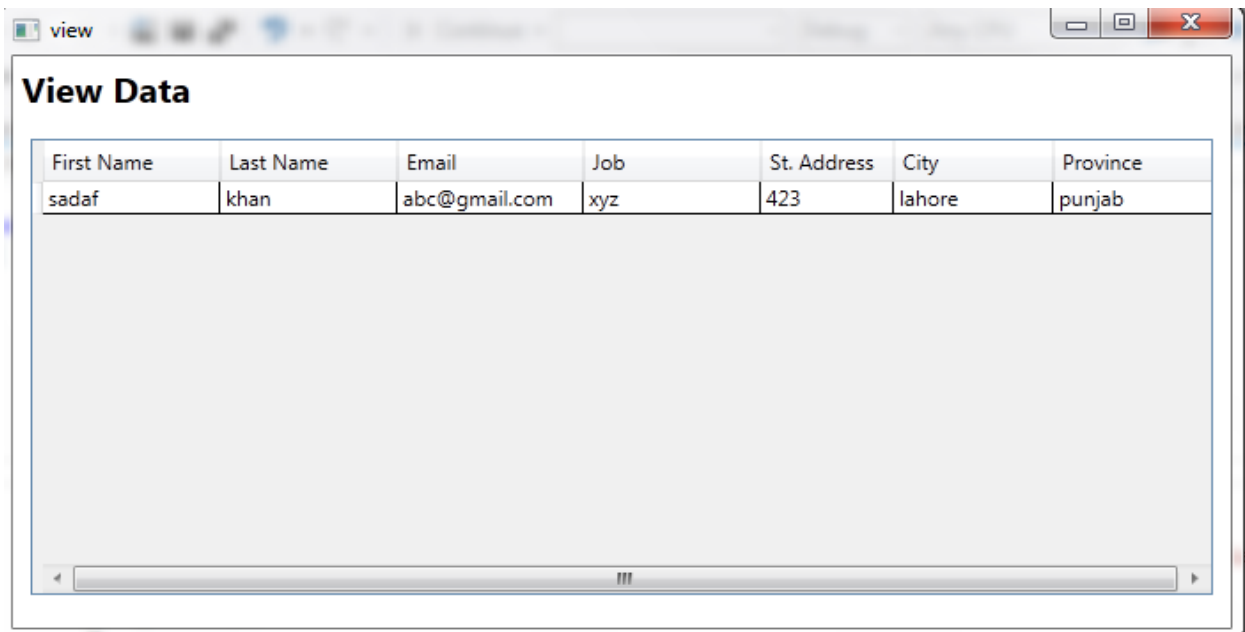 view
View Data
First Name Last Name Email Job St. Address City Province
sadaf khan abc@gmail.com xyz 423 lahore punjab